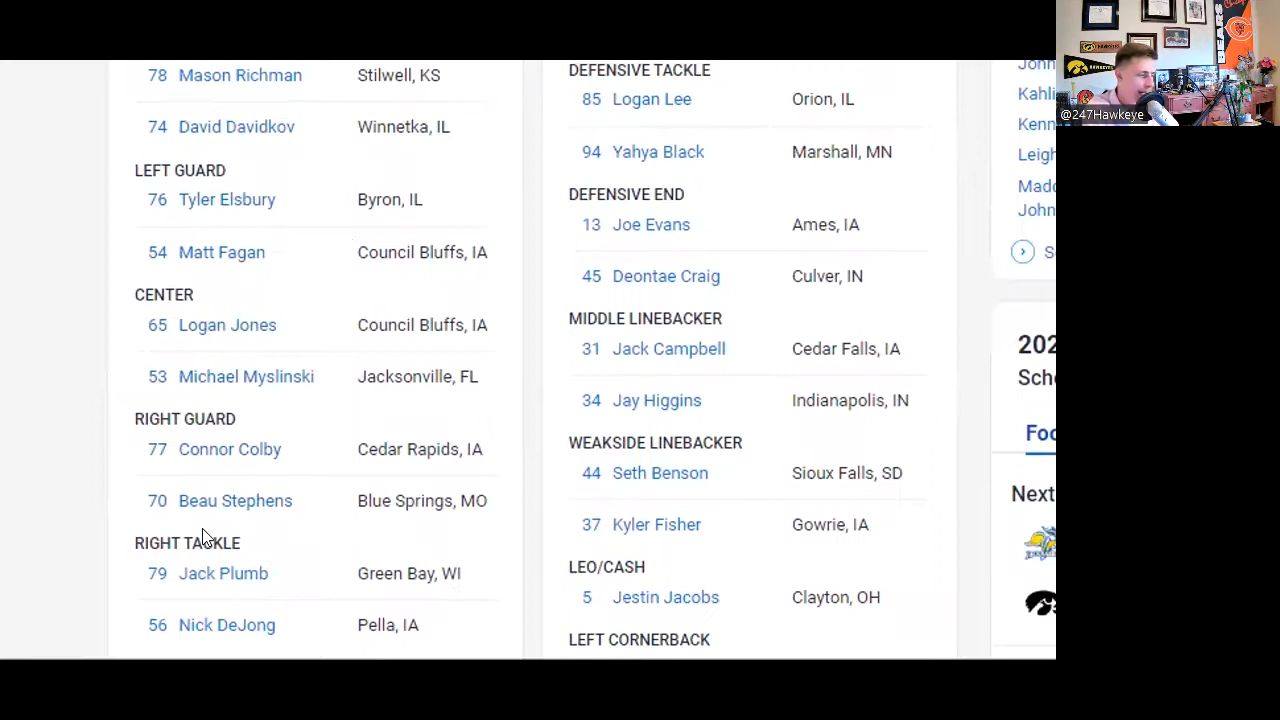 78 Mason Richman Stilwell, KS
74 David Davidkov Winnetka, IL
LEFT GUARD
76 Tyler Elsbury Byron, IL
54 Matt Fagan Council Bluffs, IA
CENTER
65 Logan Jones Council Bluffs, IA
53 Michael Myslinski Jacksonville, FL
RIGHT GUARD
77 Connor Colby Cedar Rapids, IA
70 Beau Stephens Blue Springs, MO
RIGHT TACKLE
79 Jack Plumb Green Bay, WI
56 Nick DeJong Pella, IA
DEFENSIVE TACKLE
85 Logan Lee Orion, IL
94 Yahya Black Marshall, MN
DEFENSIVE END
13 Joe Evans Ames, IA
45 Deontae Craig Culver, IN
MIDDLE LINEBACKER
31 Jack Campbell Cedar Falls, IA
34 Jay Higgins Indianapolis, IN
WEAKSIDE LINEBACKER
44 Seth Benson Sioux Falls, SD
37 Kyler Fisher Gowrie, IA
LEO/CASH
5 Jestin Jacobs Clayton, OH
LEFT CORNERBACK
John
Kahli
Kenn
Leigh
Madd
John
S
202
Sche
Foo
Next
@247Hawkeye